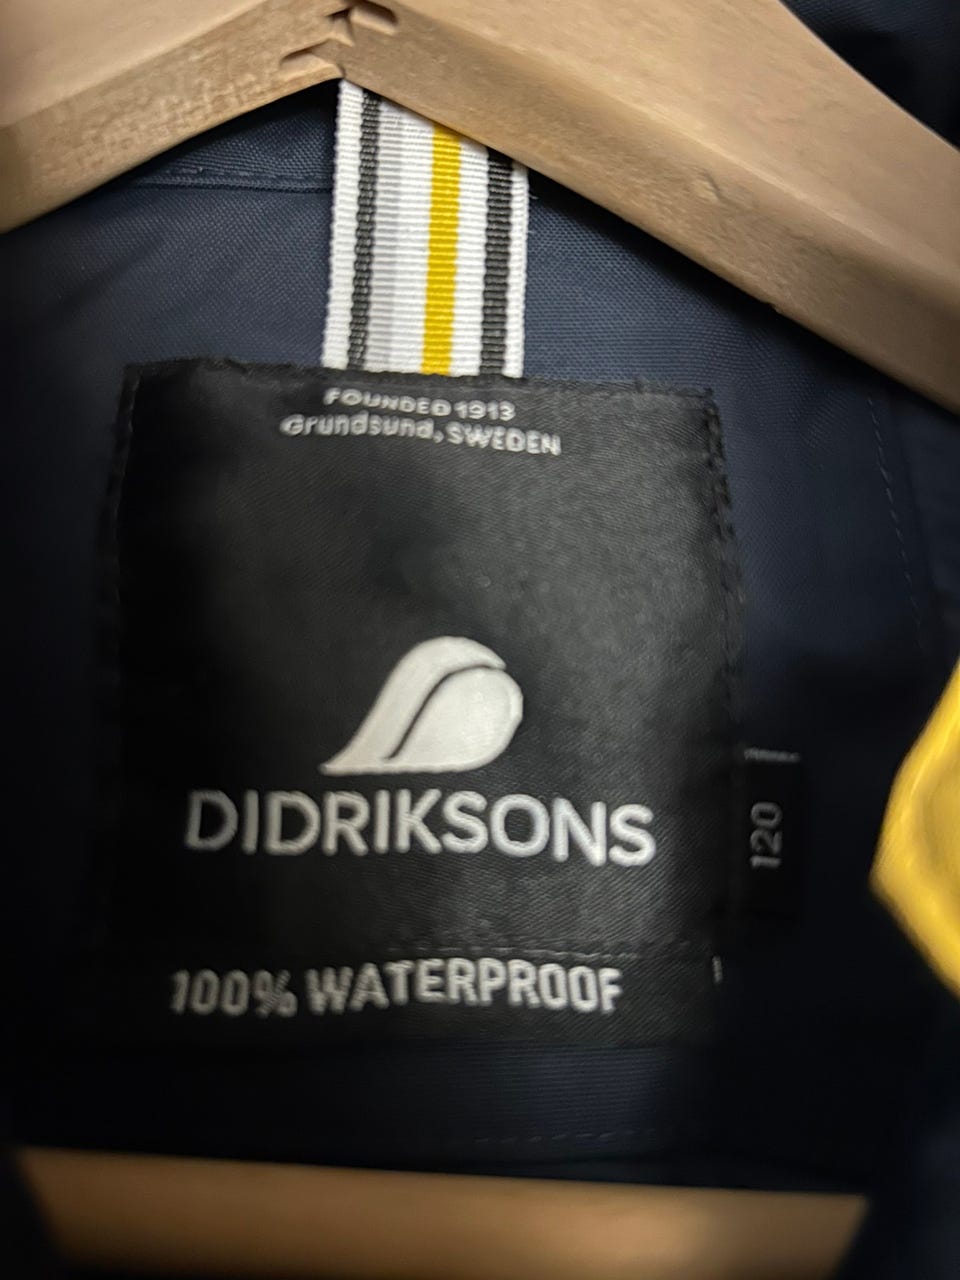 FOUNDED 1913
Grundsund, SWEDEN
DIDRIKSONS
120
100% WATERPROOF